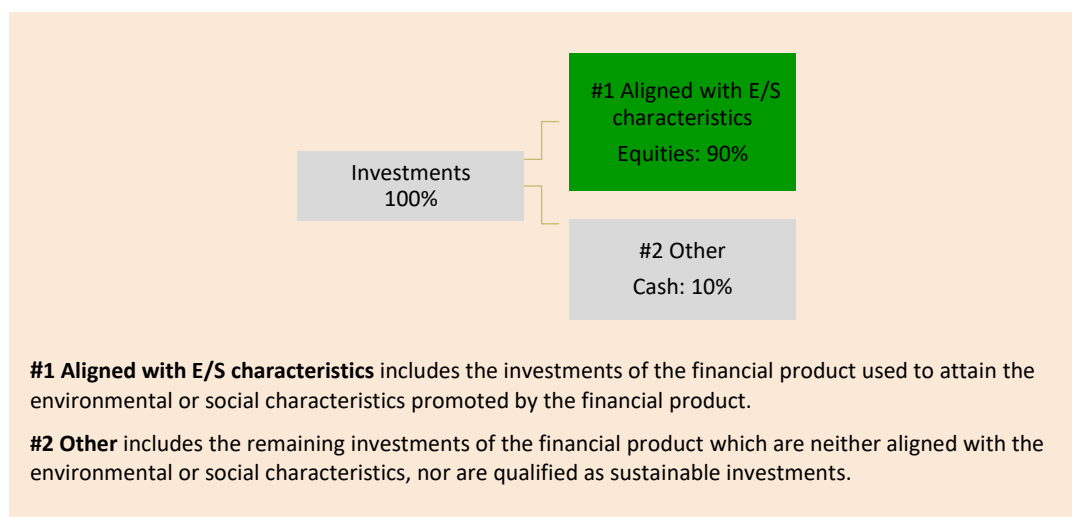 #1 Aligned with E/S
characteristics
Equities: 90%
Investments
100%
#2 Other
Cash: 10%
#1 Aligned with E/S characteristics includes the investments of the financial product used to attain the
environmental or social characteristics promoted by the financial product.
#2 Other includes the remaining investments of the financial product which are neither aligned with the
environmental or social characteristics, nor are qualified as sustainable investments.